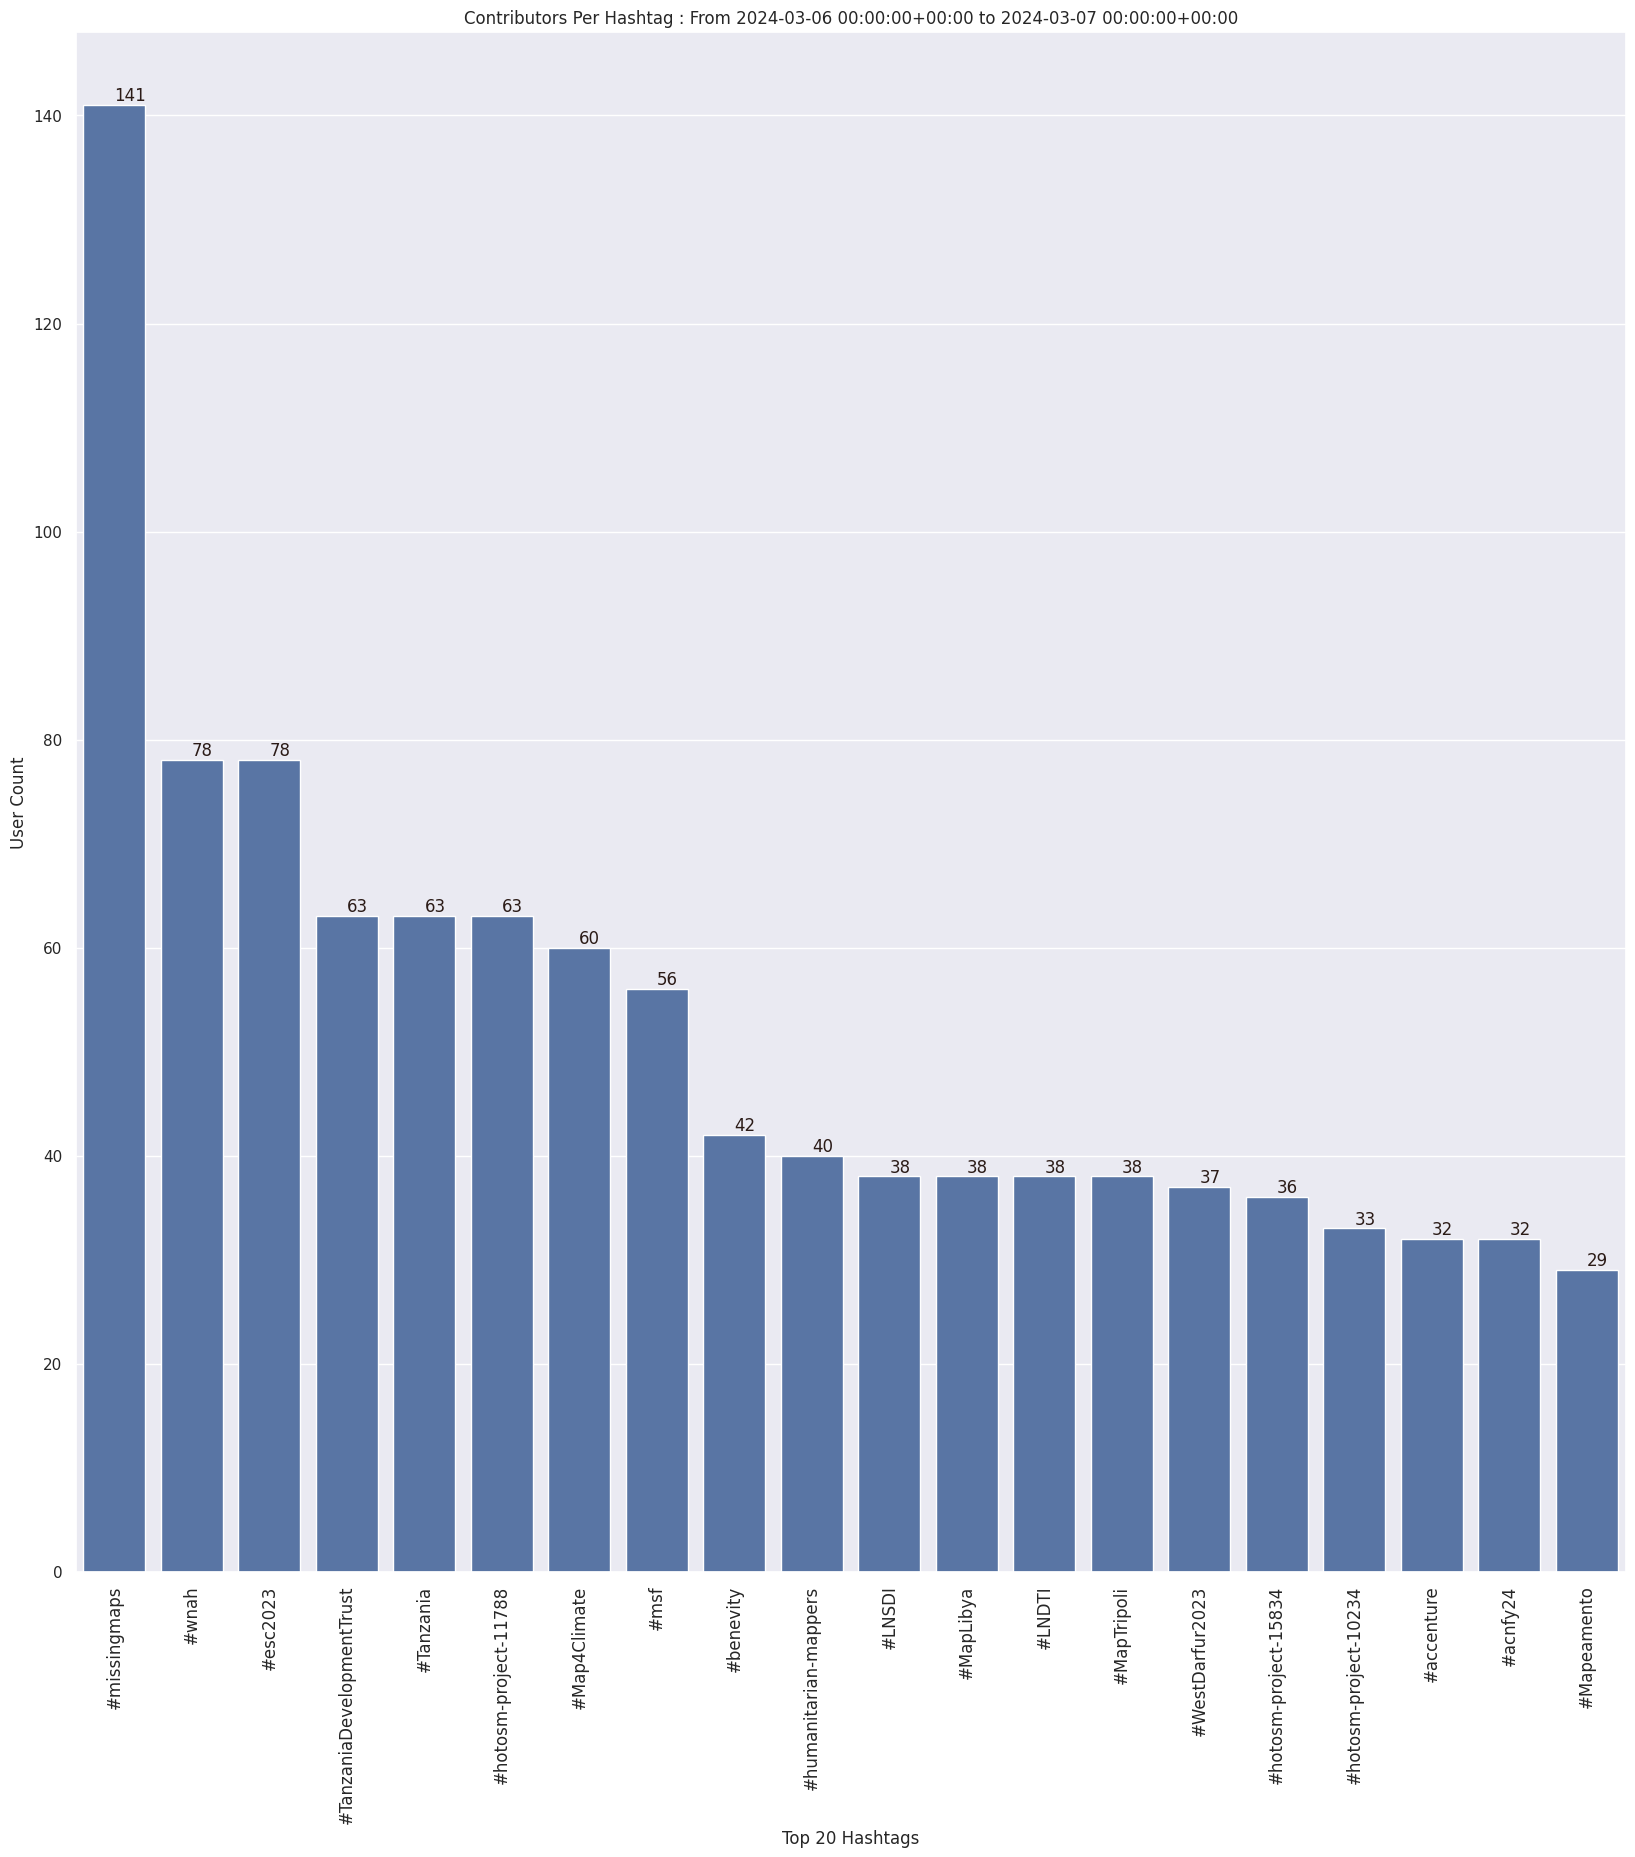 Contributors Per Hashtag : From 2024-03-06 00:00:00+00:00 to 2024-03-07 00:00:00+00:00
User Count
140
120
100
80
60
40
20
0
141
78
78
63
63
63
60
56
42
40
38
38
38
38
37
36
33
32
32
29
#missingmaps
#wnah
#esc2023
#TanzaniaDevelopmentTrust
#Tanzania
#hotosm-project-11788
#Map4Climate
#msf
#benevity
#humanitarian-mappers
#LNSDI
#MapLibya
#LNDTI
#MapTripoli
#WestDarfur2023
#hotosm-project-15834
#hotosm-project-10234
#accenture
#acnfy24
#Mapeamento
Top 20 Hashtags